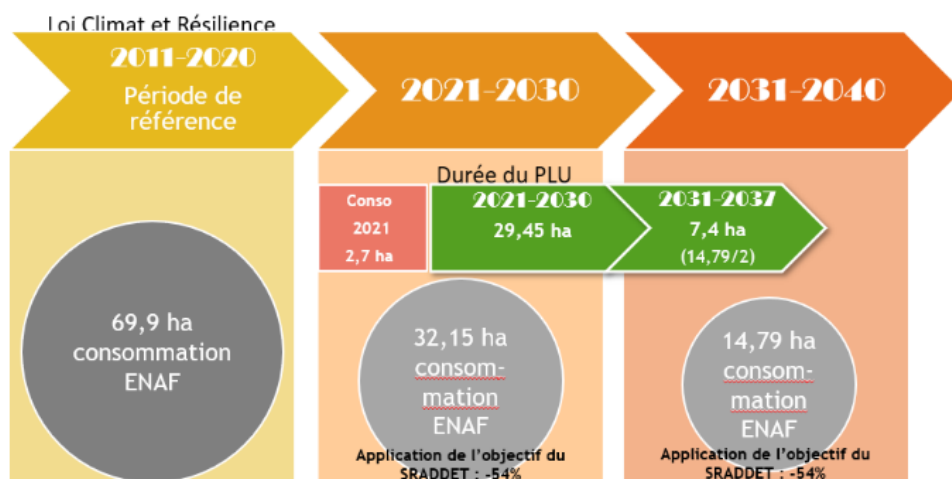 Loi Climat et Résilience
2011-2020
Période de
référence
2021-2030
2031-2040
Durée du PLU
Conso
2021
2,7 ha
2021-2030
29,45 ha
2031-2037
7,4 ha
(14,79/2)
69,9 ha
consommation
ENAF
32,15 ha
consom-
mation
ENAF
Application de l'objectif du
SRADDET : -54%
14,79 ha
consom-
mation
ENAF
Application de l'objectif du
SRADDET : -54%